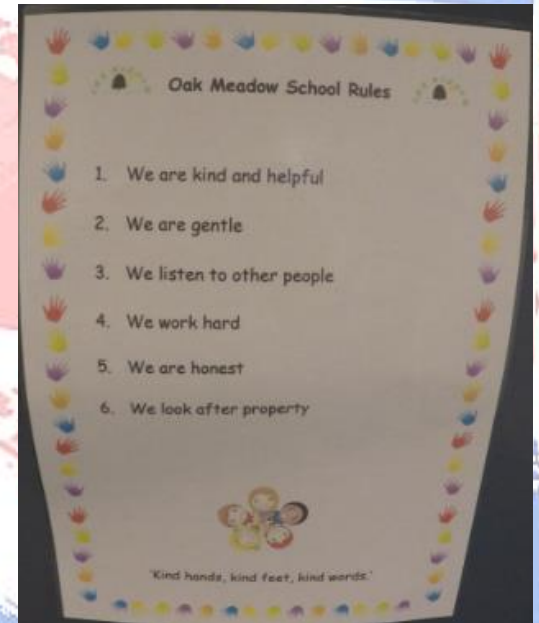 Oak Meadow School Rules
1. We are kind and helpful
2. We are gentle
3. We listen to other people
4. We work hard
5. We are honest
6. We look after property
'Kind hands, kind feet, kind words.'